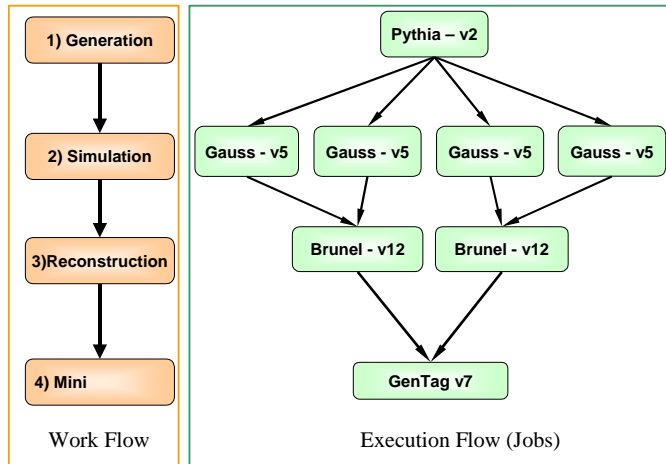 1) Generation
2) Simulation
3)Reconstruction
4) Mini
Work Flow
Pythia – v2
Gauss - v5
Gauss - v5
Gauss - v5
Gauss - v5
Brunel - v12
Brunel - v12
GenTag v7
Execution Flow (Jobs)